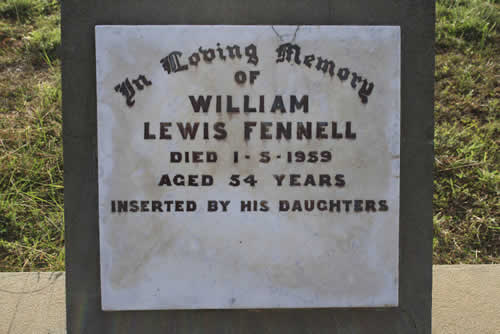 In Loving Memory
OF
WILLIAM
LEWIS FENNELL
DIED 1-5-1959
AGED 54 YEARS
INSERTED BY HIS DAUGHTERS